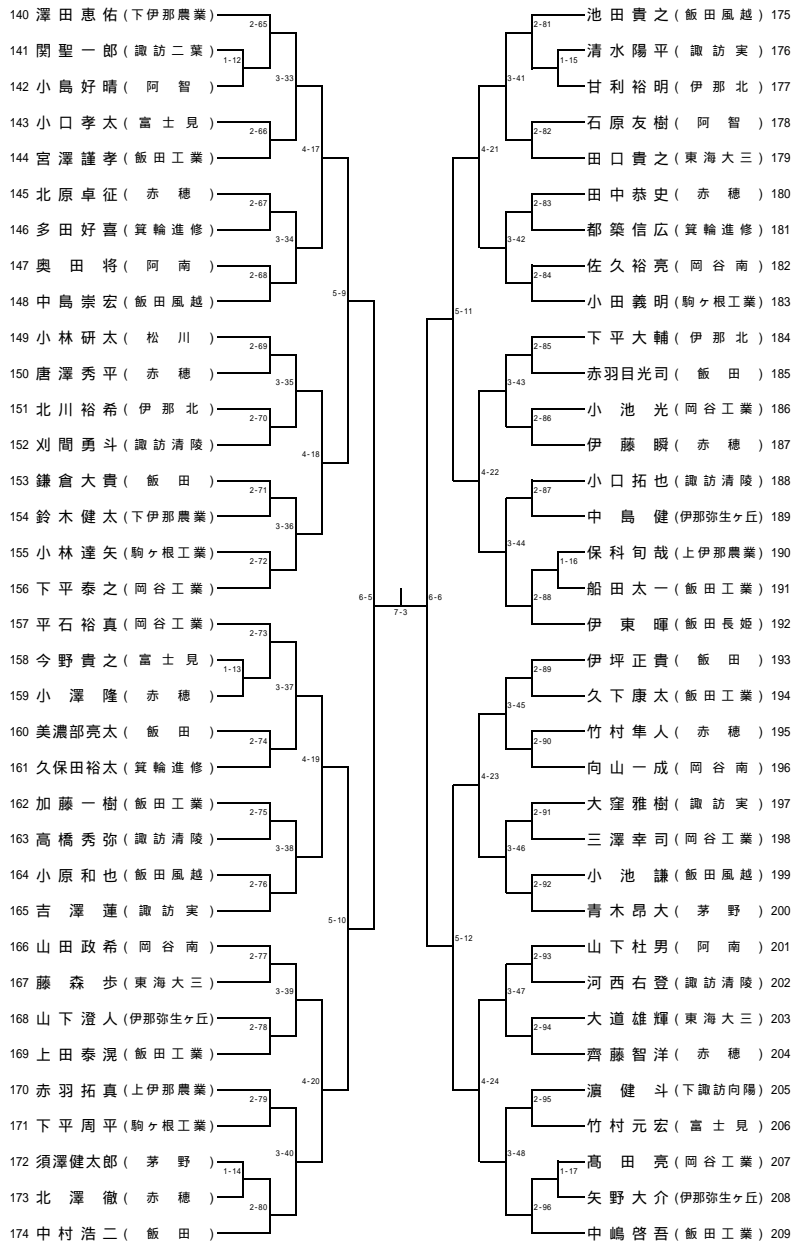 140 澤田恵佑 (下伊那農業)
141 関聖一郎 (諏訪二葉)
142 小島好晴 (阿智)
143 小口孝太 (富士見)
144 宮澤謹孝 (飯田工業)
145 北原卓征 (赤穂)
146 多田好喜 (箕輪進修)
147 奥田将 (阿南)
148 中島崇宏 (飯田風越)
149 小林研太 (松川)
150 唐澤秀平 (赤穂)
151 北川裕希 (伊那北)
152 刈間勇斗 (諏訪清陵)
153 鎌倉大貴 (飯田)
154 鈴木健太 (下伊那農業)
155 小林達矢 (駒ヶ根工業)
156 下平泰之 (岡谷工業)
157 平石裕真 (岡谷工業)
158 今野貴之 (富士見)
159 小澤隆 (赤穂)
160 美濃部亮太 (飯田)
161 久保田裕太 (箕輪進修)
162 加藤一樹 (飯田工業)
163 高橋秀弥 (諏訪清陵)
164 小原和也 (飯田風越)
165 吉澤蓮 (諏訪実)
166 山田政希 (岡谷南)
167 藤森歩 (東海大三)
168 山下澄人 (伊那弥生ヶ丘)
169 上田泰滉 (飯田工業)
170 赤羽拓真 (上伊那農業)
171 下平周平 (駒ヶ根工業)
172 須澤健太郎 (茅野)
173 北澤徹 (赤穂)
174 中村浩二 (飯田)
2-65
1-12
3-33
2-66
4-17
2-67
3-34
2-68
5-9
2-69
3-35
2-70
4-18
2-71
3-36
2-72
6-5
2-73
1-13
3-37
2-74
4-19
2-75
3-38
2-76
5-10
2-77
3-39
2-78
4-20
2-79
3-40
1-14
2-80
7-3
6-6
2-81
1-15
3-41
2-82
4-21
2-83
3-42
2-84
5-11
2-85
3-43
2-86
4-22
2-87
3-44
1-16
2-88
2-89
3-45
2-90
4-23
2-91
3-46
2-92
5-12
2-93
3-47
2-94
4-24
2-95
3-48
1-17
2-96
池田貴之 (飯田風越) 175
清水陽平 (諏訪実) 176
甘利裕明 (伊那北) 177
石原友樹 (阿智) 178
田口貴之 (東海大三) 179
田中恭史 (赤穂) 180
都築信広 (箕輪進修) 181
佐久裕亮 (岡谷南) 182
小田義明 (駒ヶ根工業) 183
下平大輔 (伊那北) 184
赤羽目光司 (飯田) 185
小池光 (岡谷工業) 186
伊藤瞬 (赤穂) 187
小口拓也 (諏訪清陵) 188
中島健 (伊那弥生ヶ丘) 189
保科旬哉 (上伊那農業) 190
船田太一 (飯田工業) 191
伊東暉 (飯田長姫) 192
伊坪正貴 (飯田) 193
久下康太 (飯田工業) 194
竹村隼人 (赤穂) 195
向山一成 (岡谷南) 196
大窪雅樹 (諏訪実) 197
三澤幸司 (岡谷工業) 198
小池謙 (飯田風越) 199
青木昂大 (茅野) 200
山下杜男 (阿南) 201
河西右登 (諏訪清陵) 202
大道雄輝 (東海大三) 203
齊藤智洋 (赤穂) 204
濵健斗 (下諏訪向陽) 205
竹村元宏 (富士見) 206
髙田亮 (岡谷工業) 207
矢野大介 (伊那弥生ヶ丘) 208
中嶋啓吾 (飯田工業) 209